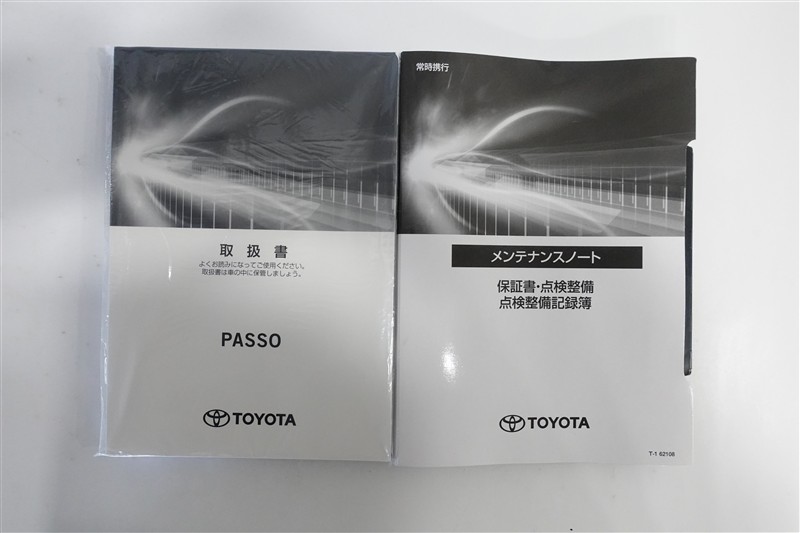 取扱書
よくお読みになってご使用ください。
取扱書は車の中に保管しましょう。
PASSO
TOYOTA
常時携行
メンテナンスノート
保証書・点検整備
点検整備記録簿
TOYOTA
T-1 62108